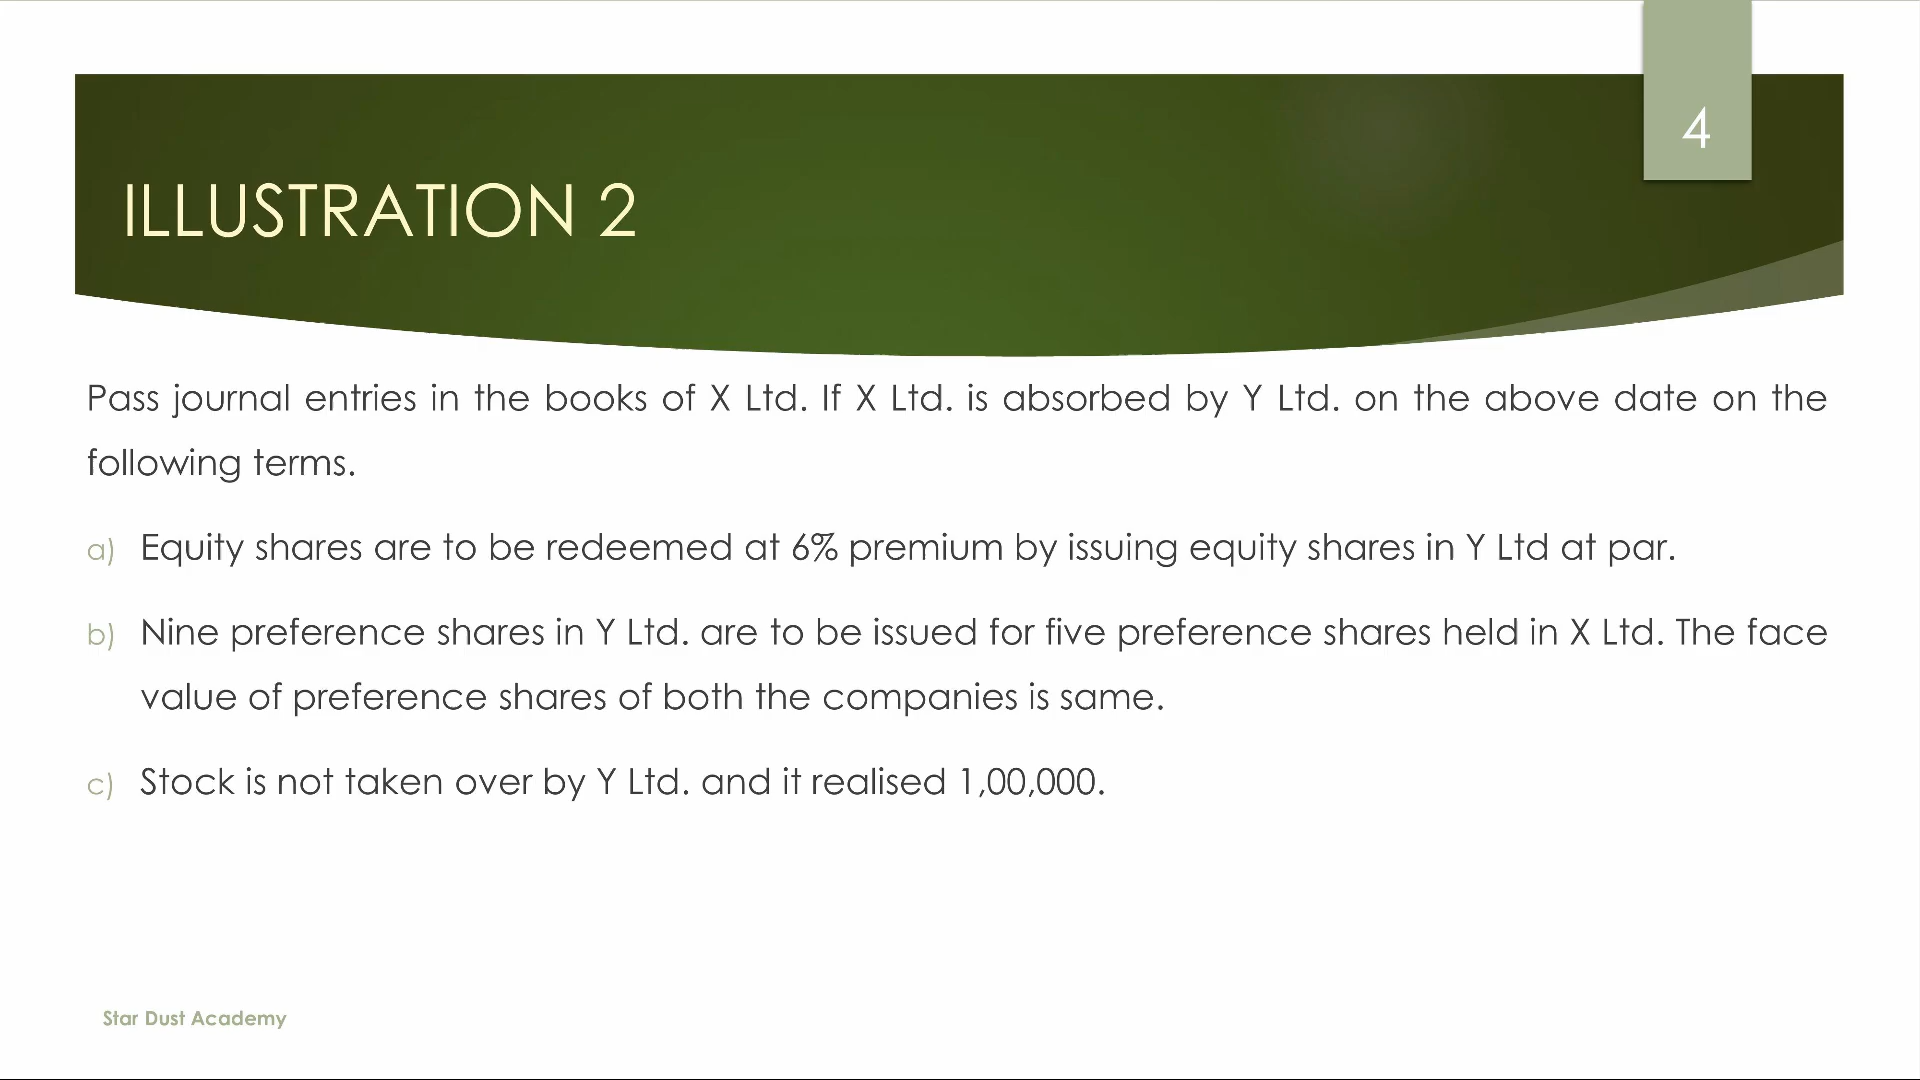 4
ILLUSTRATION 2
Pass journal entries in the books of X Ltd. If X Ltd. is absorbed by Y Ltd. on the above date on the
following terms.
a) Equity shares are to be redeemed at 6% premium by issuing equity shares in Y Ltd at par.
b) Nine preference shares in Y Ltd. are to be issued for five preference shares held in X Ltd. The face
value of preference shares of both the companies is same.
c) Stock is not taken over by Y Ltd. and it realised 1,00,000.
Star Dust Academy